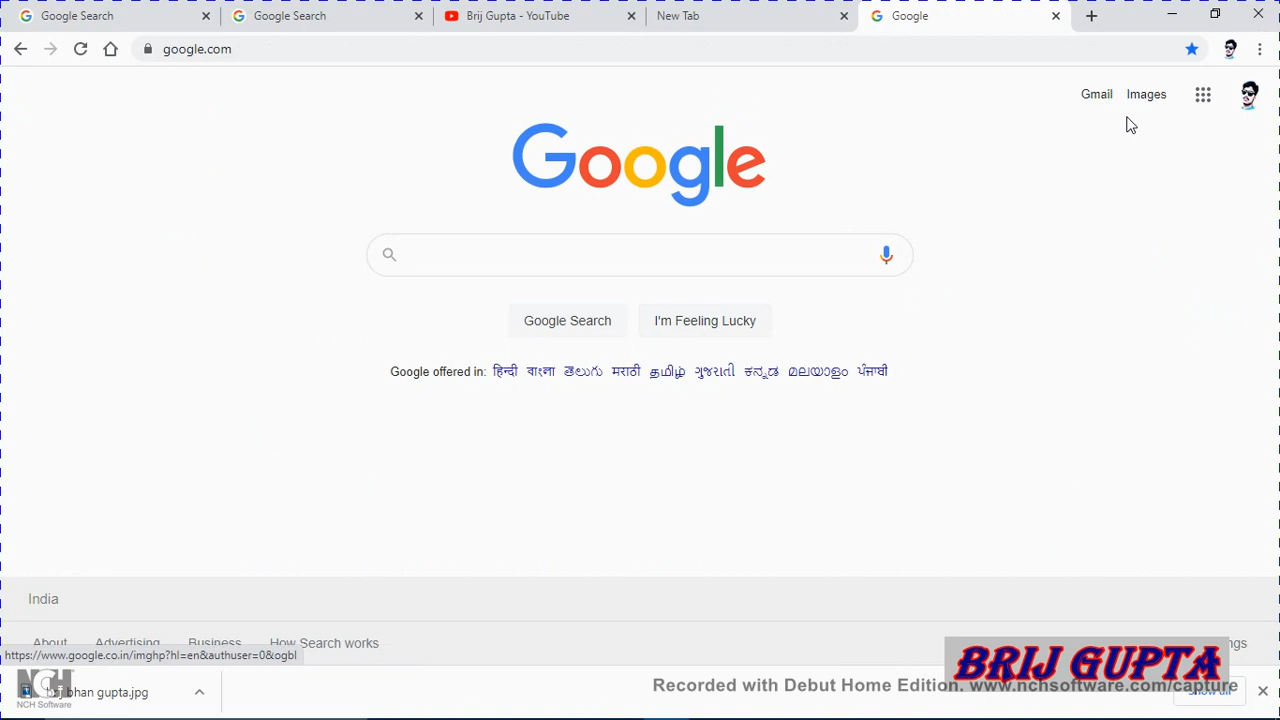 Google Search
Google Search
Brij Gupta - YouTube
New Tab
Google
google.com
Gmail
Images
Google
Google Search
I'm Feeling Lucky
Google offered in: हिन्दी বাংলা తెలుగు मराठी தமிழ் ગુજરાતી ಕನ್ನಡ മലയാളം ਪੰਜਾਬੀ
India
About Advertising Business How Search works
https://www.google.co.in/imghp?hl=en&authuser=0&ogbl
BRIJ GUPTA
NCH
NCH Software
bhan gupta.jpg
Recorded with Debut Home Edition. www.nchsoftware.com/capture
Show all